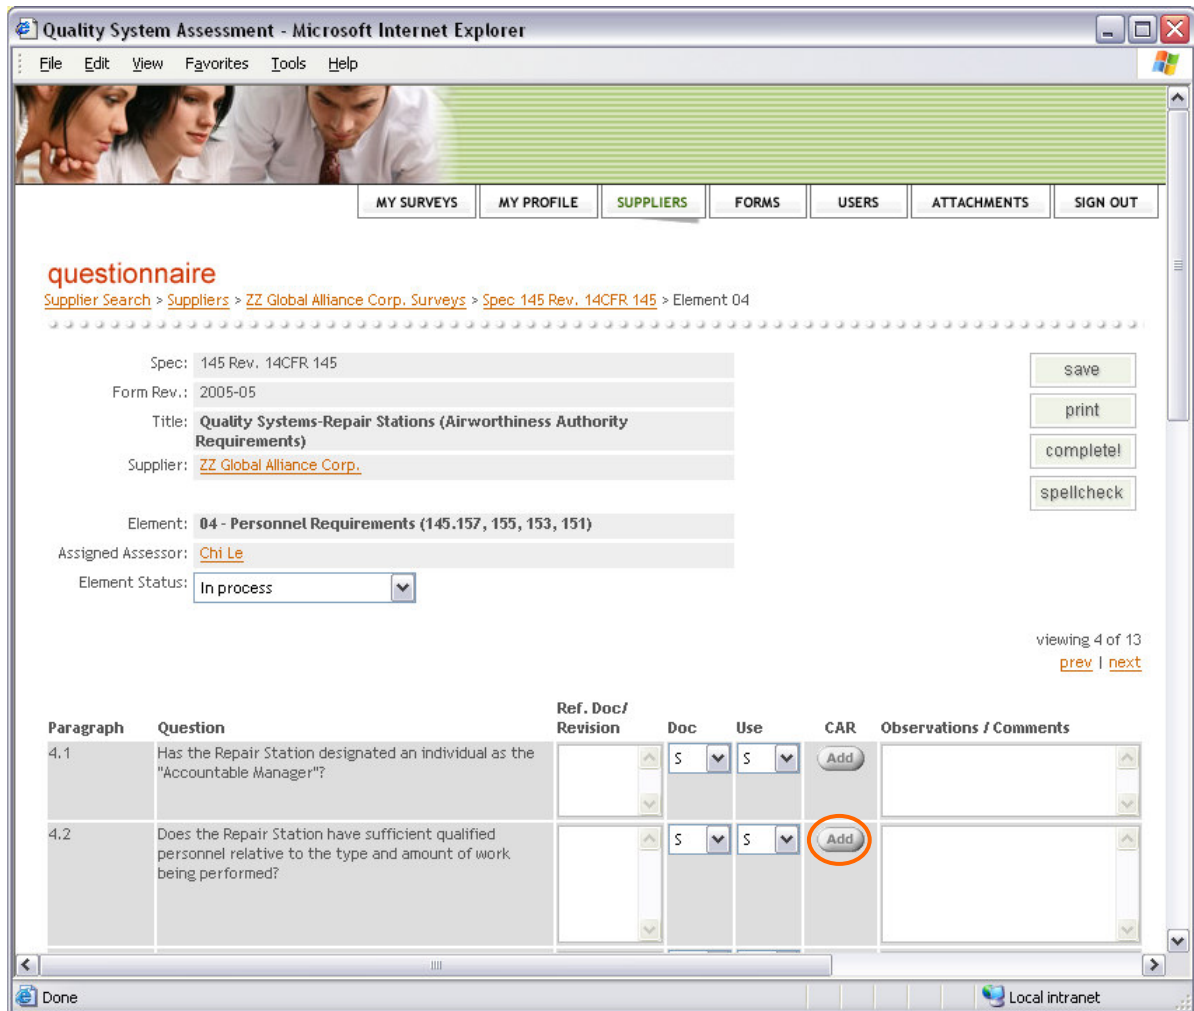 Quality System Assessment - Microsoft Internet Explorer
File Edit View Favorites Tools Help
MY SURVEYS MY PROFILE SUPPLIERS FORMS USERS ATTACHMENTS SIGN OUT
questionnaire
Supplier Search > Suppliers > ZZ Global Alliance Corp. Surveys > Spec 145 Rev. 14CFR 145 > Element 04
Spec: 145 Rev. 14CFR 145
save
Form Rev.: 2005-05
print
Title: Quality Systems-Repair Stations (Airworthiness Authority
Requirements)
complete!
Supplier: ZZ Global Alliance Corp.
spellcheck
Element: 04 - Personnel Requirements (145.157, 155, 153, 151)
Assigned Assessor: Chi Le
Element Status: In process
viewing 4 of 13
prev | next
Ref. Doc/
Paragraph Question Revision Doc Use CAR Observations / Comments
4.1 Has the Repair Station designated an individual as the S S Add
"Accountable Manager"?
4.2 Does the Repair Station have sufficient qualified S S Add
personnel relative to the type and amount of work
being performed?
Done Local intranet